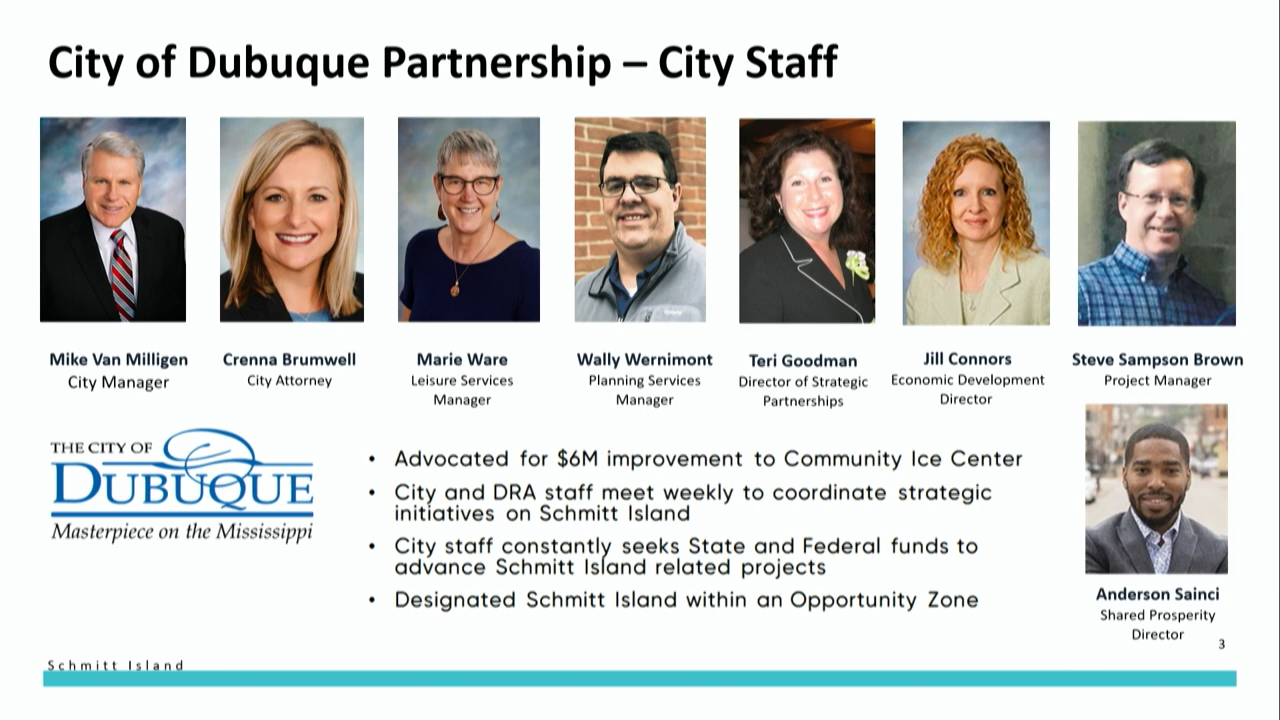 City of Dubuque Partnership – City Staff
Mike Van Milligen
City Manager
Crenna Brumwell
City Attorney
Marie Ware
Leisure Services
Manager
Wally Wernimont
Planning Services
Manager
Teri Goodman
Director of Strategic
Partnerships
Jill Connors
Economic Development
Director
Steve Sampson Brown
Project Manager
THE CITY OF
DUBUQUE
Masterpiece on the Mississippi
• Advocated for $6M improvement to Community Ice Center
• City and DRA staff meet weekly to coordinate strategic
initiatives on Schmitt Island
• City staff constantly seeks State and Federal funds to
advance Schmitt Island related projects
• Designated Schmitt Island within an Opportunity Zone
Anderson Sainci
Shared Prosperity
Director
3
Schmitt Island